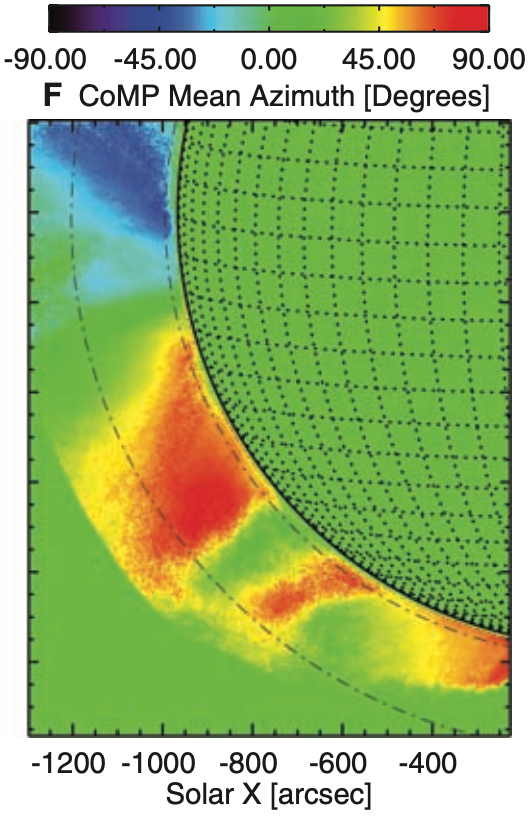 -90.00 -45.00 0.00 45.00 90.00
F CoMP Mean Azimuth [Degrees]
-1200 -1000 -800 -600 -400
Solar X [arcsec]